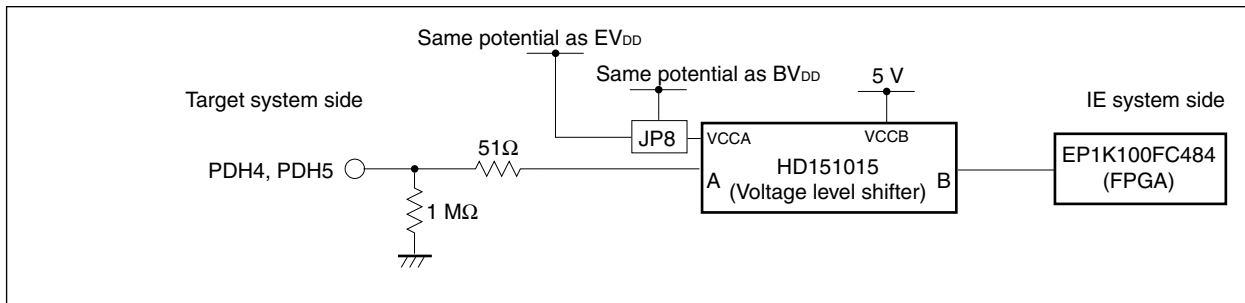 Same potential as EVDD
Same potential as BVDD
5 V
Target system side
IE system side
JP8
VCCA
VCCB
51Ω
HD151015
EP1K100FC484
PDH4, PDH5
A
(Voltage level shifter)
B
(FPGA)
1 MΩ